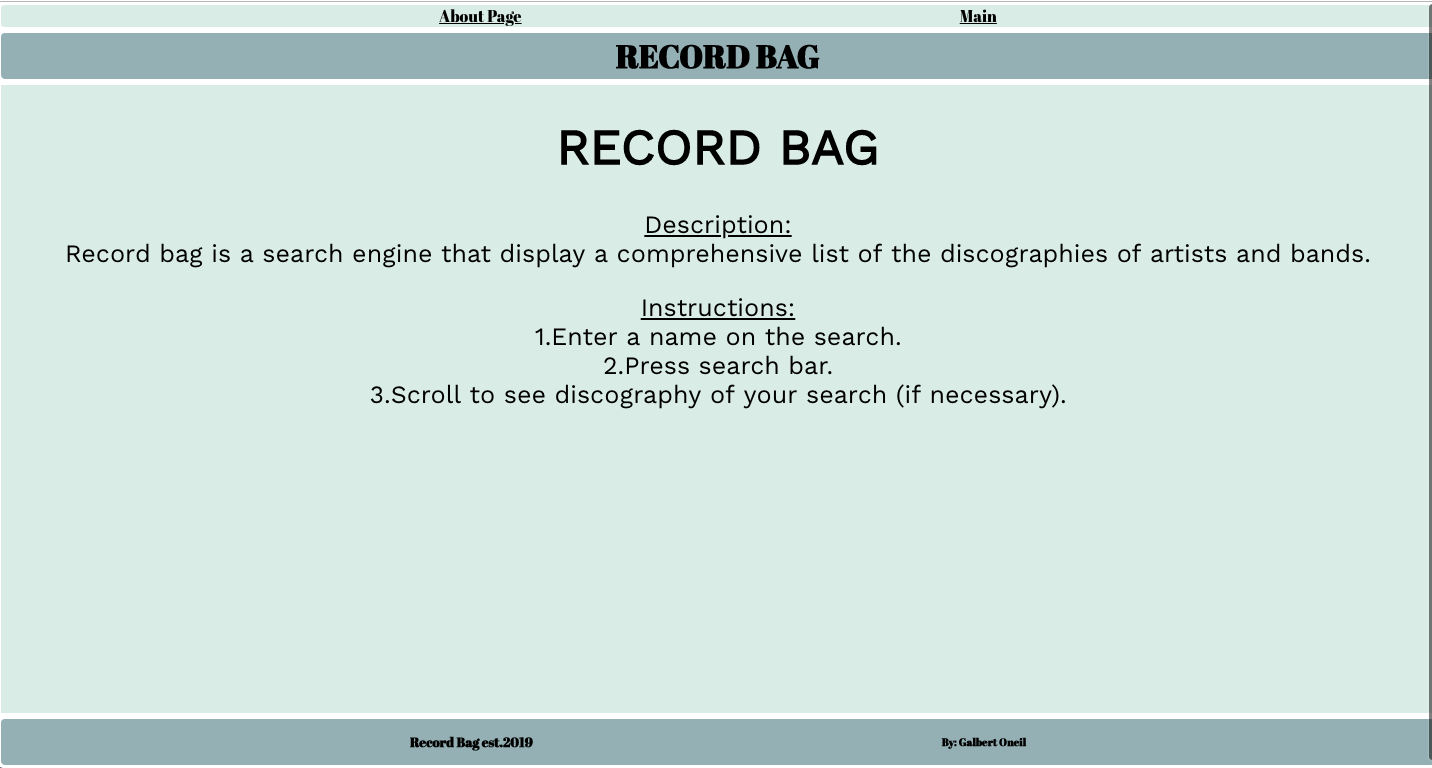 About Page Main
RECORD BAG
RECORD BAG
Description:
Record bag is a search engine that display a comprehensive list of the discographies of artists and bands.
Instructions:
1.Enter a name on the search.
2.Press search bar.
3.Scroll to see discography of your search (if necessary).
Record Bag est.2019 By: Galbert Oneil